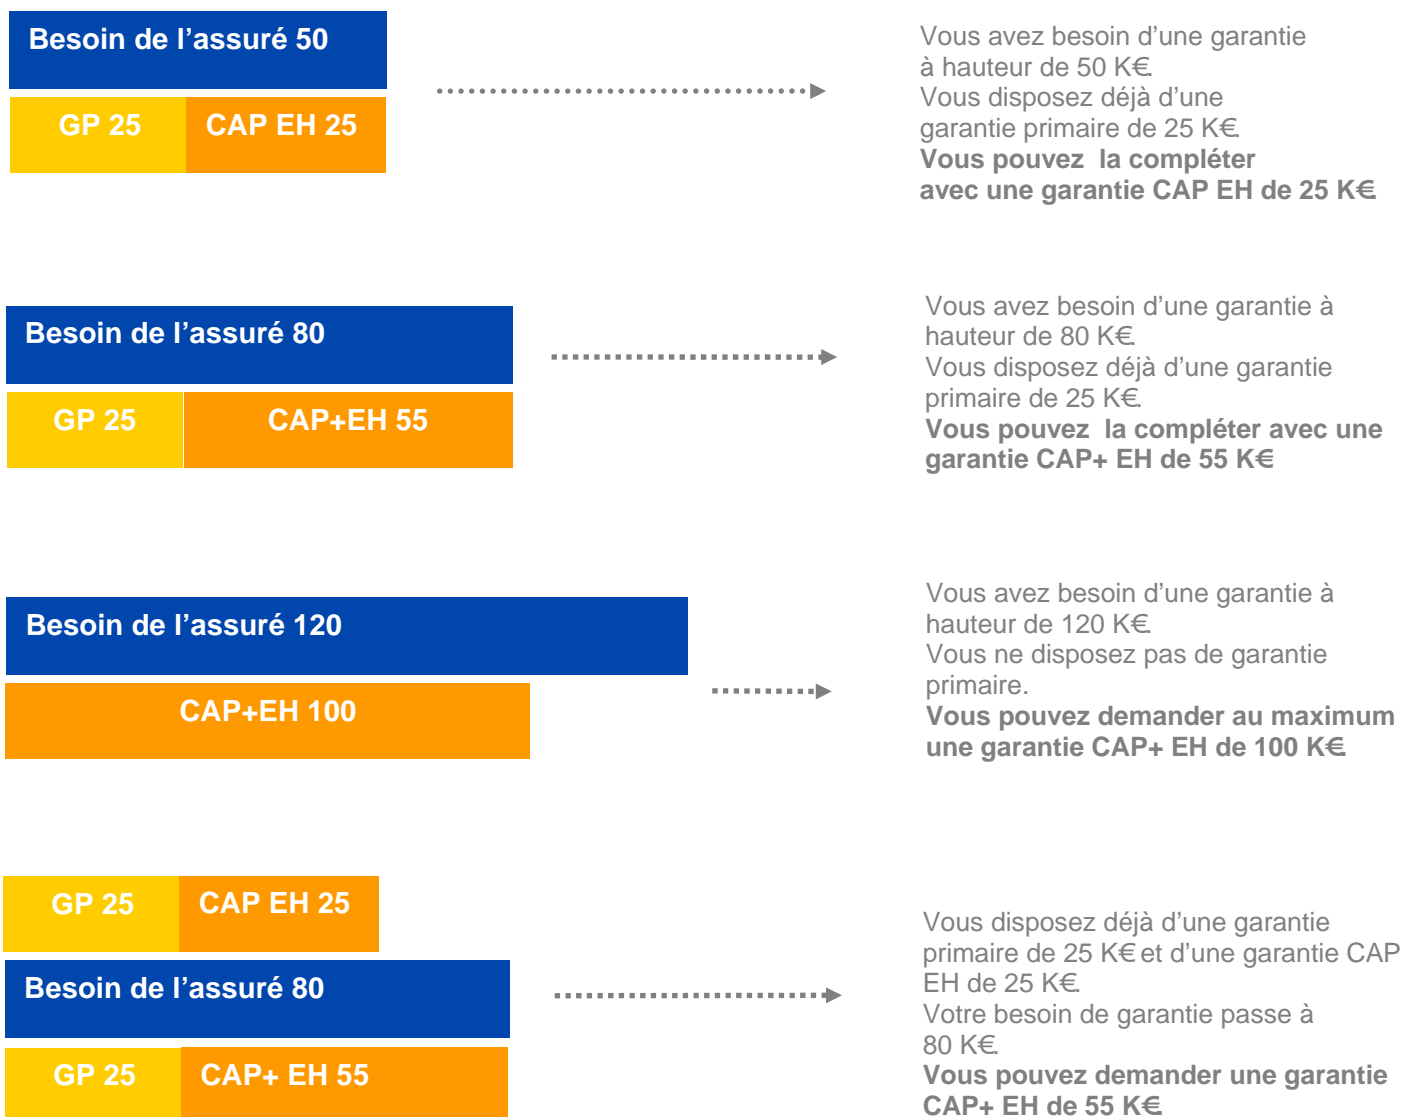 Besoin de l’assuré 50
GP 25
CAP EH 25
Vous avez besoin d’une garantie
à hauteur de 50 K€.
Vous disposez déjà d’une
garantie primaire de 25 K€.
Vous pouvez  la compléter
avec une garantie CAP EH de 25 K€
Besoin de l’assuré 80
GP 25
CAP+EH 55
Vous avez besoin d’une garantie à
hauteur de 80 K€.
Vous disposez déjà d’une garantie
primaire de 25 K€.
Vous pouvez  la compléter avec une
garantie CAP+ EH de 55 K€
Besoin de l’assuré 120
CAP+EH 100
Vous avez besoin d’une garantie à
hauteur de 120 K€.
Vous ne disposez pas de garantie
primaire.
Vous pouvez demander au maximum
une garantie CAP+ EH de 100 K€.
GP 25
CAP EH 25
Besoin de l’assuré 80
GP 25
CAP+ EH 55
Vous disposez déjà d’une garantie
primaire de 25 K€ et d’une garantie CAP
EH de 25 K€.
Votre besoin de garantie passe à
80 K€.
Vous pouvez demander une garantie
CAP+ EH de 55 K€.